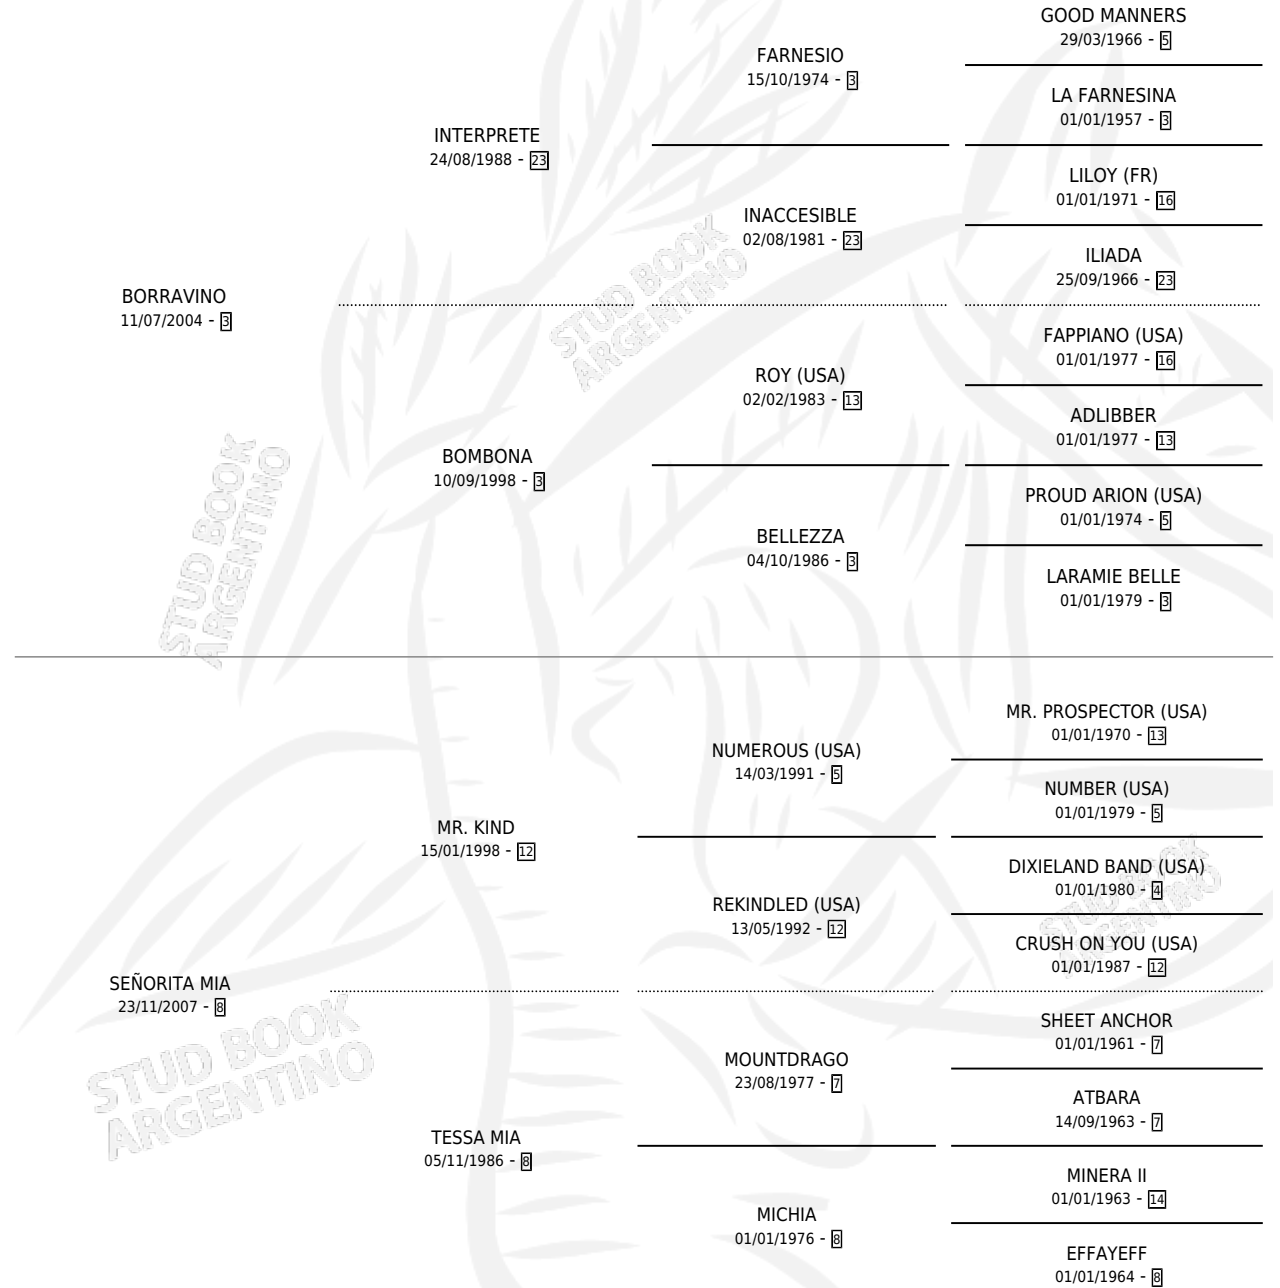 GOOD MANNERS
29/03/1966 - 5
FARNESIO
15/10/1974 - 3
LA FARNESINA
01/01/1957 - 3
INTERPRETE
24/08/1988 - 23
LILOY (FR)
01/01/1971 - 16
INACCESIBLE
02/08/1981 - 23
ILIADA
25/09/1966 - 23
BORRAVINO
11/07/2004 - 3
FAPPIANO (USA)
01/01/1977 - 16
ROY (USA)
02/02/1983 - 13
ADLIBBER
01/01/1977 - 13
BOMBONA
10/09/1998 - 3
PROUD ARION (USA)
01/01/1974 - 5
BELLEZZA
04/10/1986 - 3
LARAMIE BELLE
01/01/1979 - 3
STUD BOOK
ARGENTINO
STUD BOOK
ARGENTINO
MR. PROSPECTOR (USA)
01/01/1970 - 13
NUMEROUS (USA)
14/03/1991 - 5
NUMBER (USA)
01/01/1979 - 5
MR. KIND
15/01/1998 - 12
DIXIELAND BAND (USA)
01/01/1980 - 4
REKINDLED (USA)
13/05/1992 - 12
CRUSH ON YOU (USA)
01/01/1987 - 12
SEÑORITA MIA
23/11/2007 - 8
SHEET ANCHOR
01/01/1961 - 7
MOUNTDRAGO
23/08/1977 - 7
ATBARA
14/09/1963 - 7
TESSA MIA
05/11/1986 - 8
MINERA II
01/01/1963 - 14
MICHIA
01/01/1976 - 8
EFFAYEFF
01/01/1964 - 8
STUD BOOK
ARGENTINO
STUD BOOK
ARGENTINO